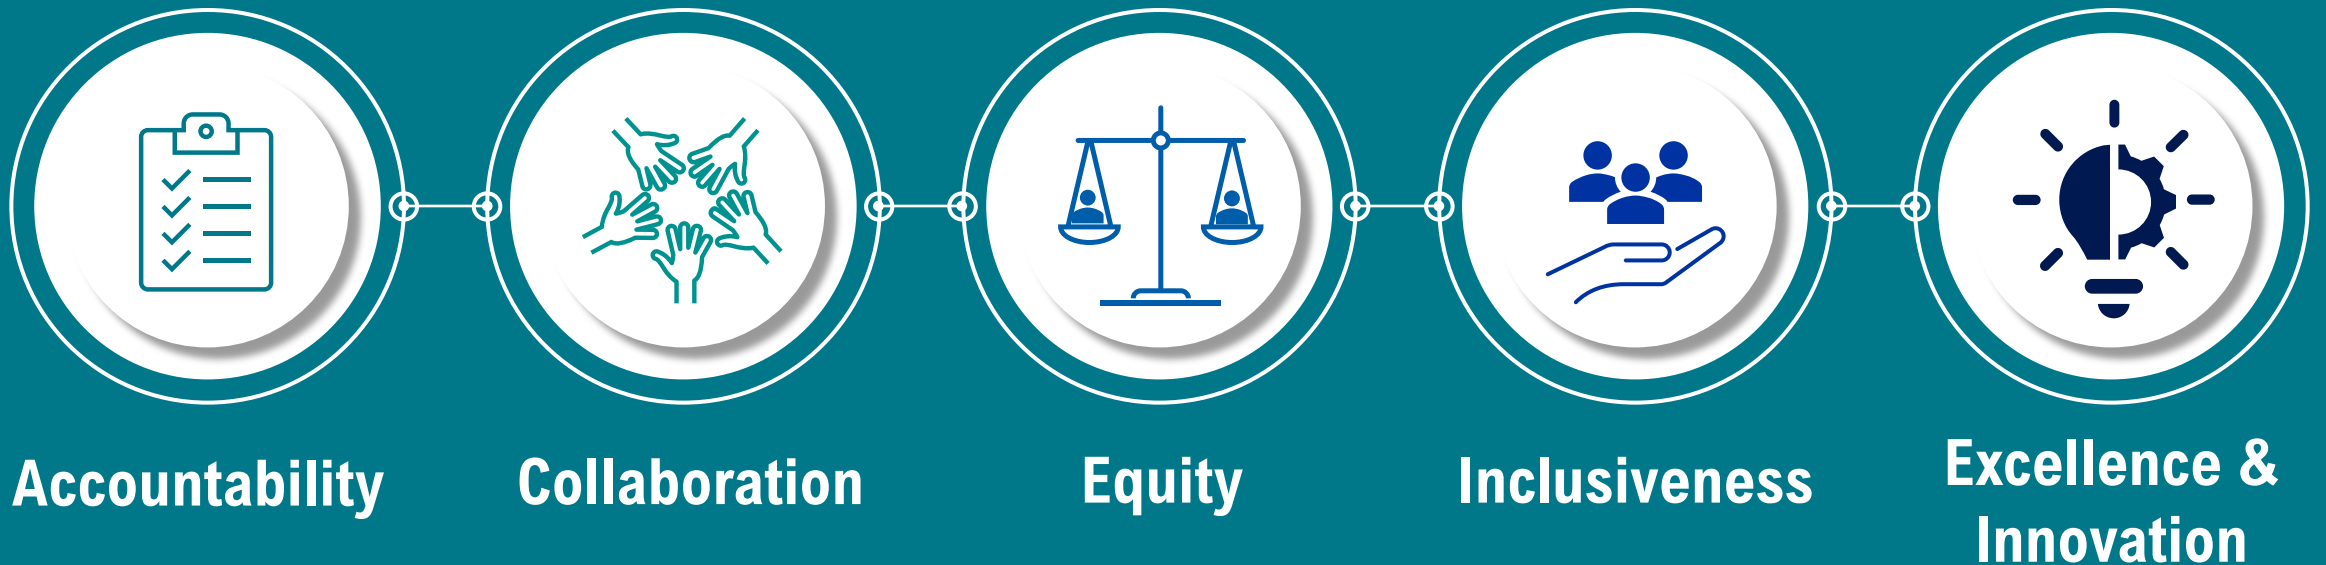 Accountability
Collaboration
Equity
Inclusiveness
Excellence &
Innovation